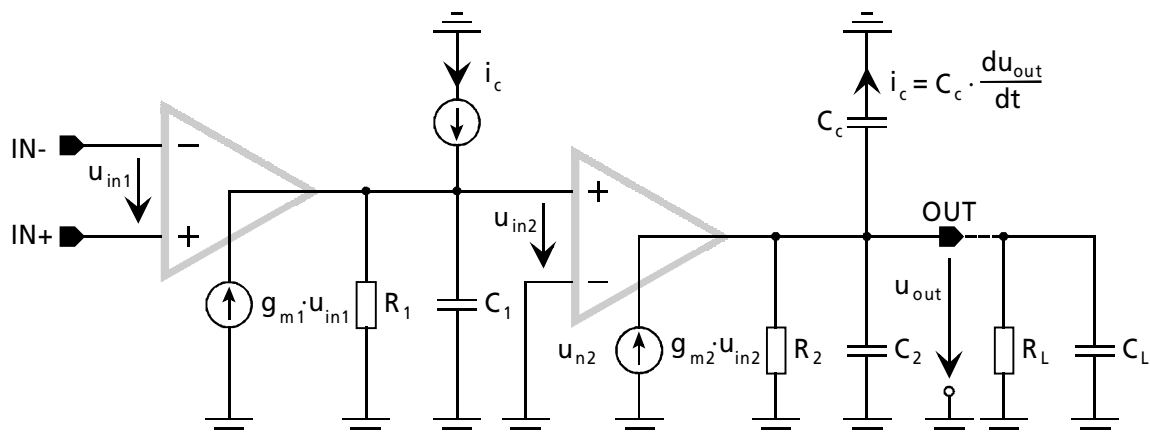 i_c
i_c = C_c · du_out/dt
C_c
IN-
u_in1
IN+
−
+
g_m1·u_in1
R_1
C_1
u_in2
+
−
u_n2
g_m2·u_in2
R_2
C_2
OUT
u_out
R_L
C_L